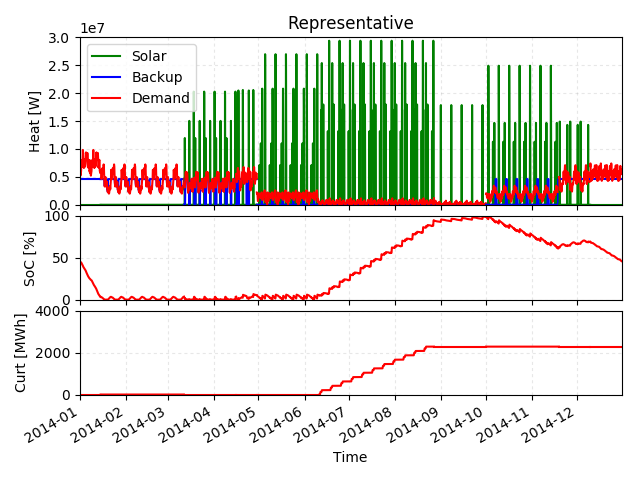 Representative
1e7
3.0
2.5
2.0
1.5
1.0
0.5
0.0
Heat [W]
Solar
Backup
Demand
100
50
0
SoC [%]
4000
2000
0
Curt [MWh]
2014-01
2014-02
2014-03
2014-04
2014-05
2014-06
2014-07
2014-08
2014-09
2014-10
2014-11
2014-12
Time